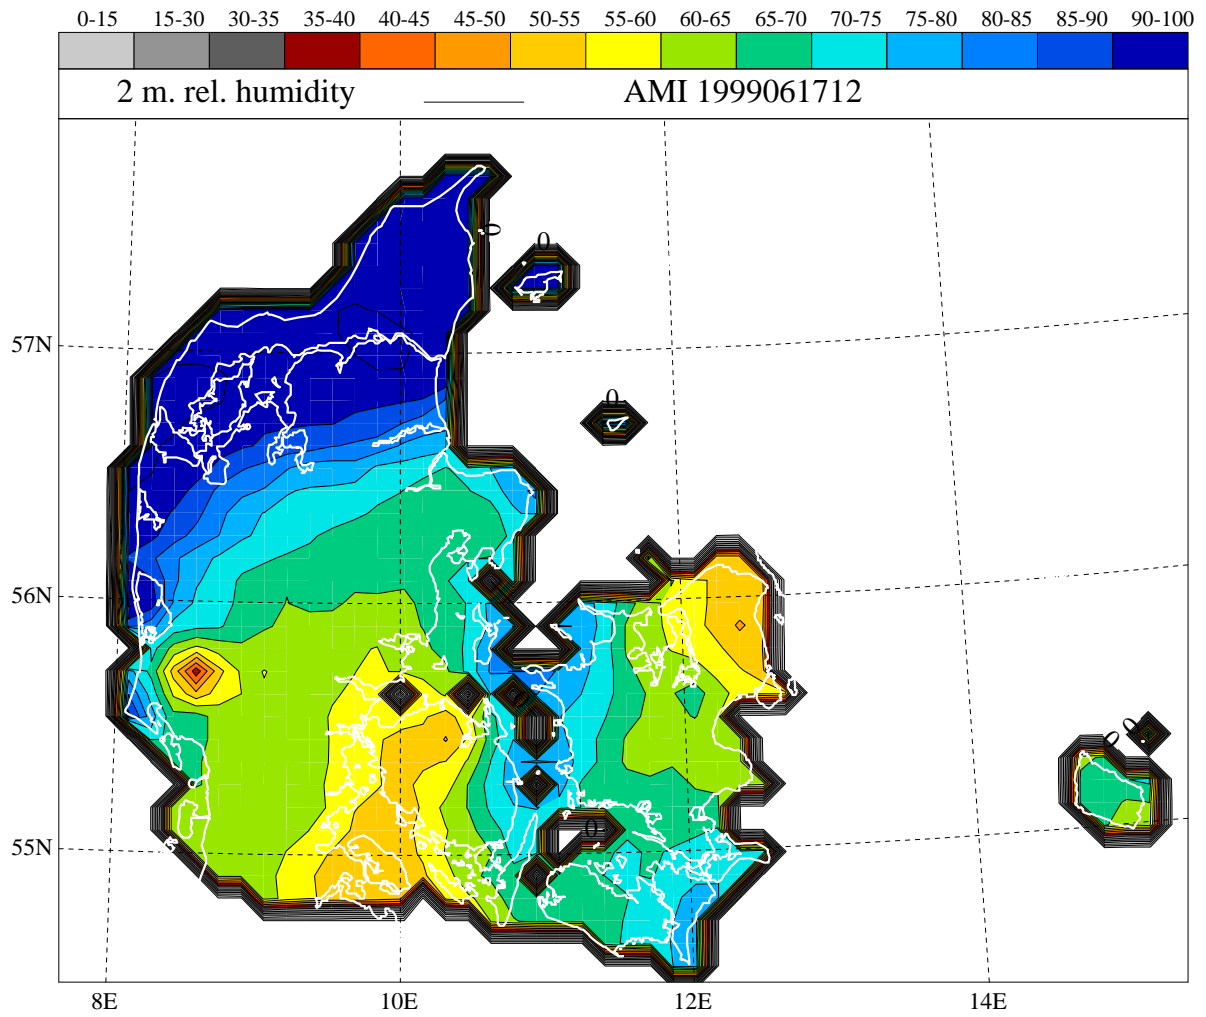 0-15 15-30 30-35 35-40 40-45 45-50 50-55 55-60 60-65 65-70 70-75 75-80 80-85 85-90 90-100
2 m. rel. humidity AMI 1999061712
0 0
57N
0
56N
0 0
55N
0
8E 10E 12E 14E